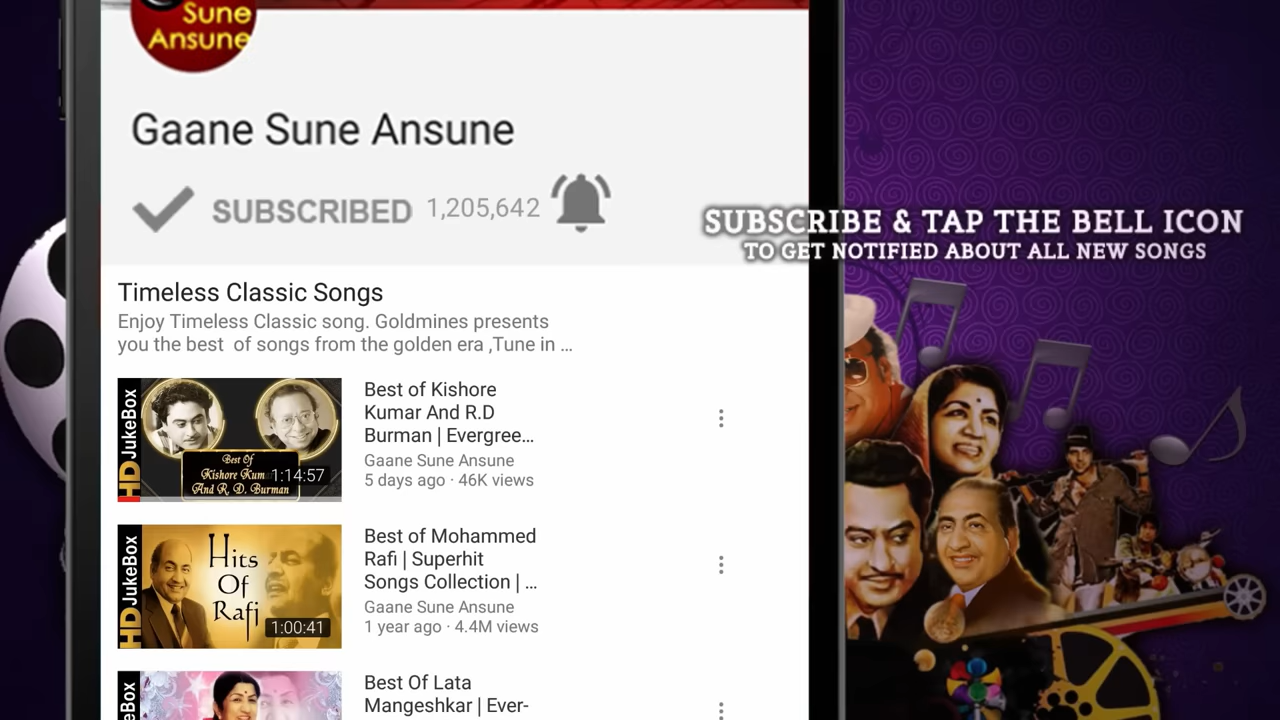 Sune
Ansune
Gaane Sune Ansune
SUBSCRIBED 1,205,642
SUBSCRIBE & TAP THE BELL ICON
TO GET NOTIFIED ABOUT ALL NEW SONGS
Timeless Classic Songs
Enjoy Timeless Classic song. Goldmines presents
you the best of songs from the golden era ,Tune in ...
HD JukeBox
Best Of
Kishore Kum
And R. D. Burman
1:14:57
Best of Kishore
Kumar And R.D
Burman | Evergree...
Gaane Sune Ansune
5 days ago · 46K views
HD JukeBox
Hits
Of
Rafi
1:00:41
Best of Mohammed
Rafi | Superhit
Songs Collection | ...
Gaane Sune Ansune
1 year ago · 4.4M views
eBox
Best Of Lata
Mangeshkar | Ever-